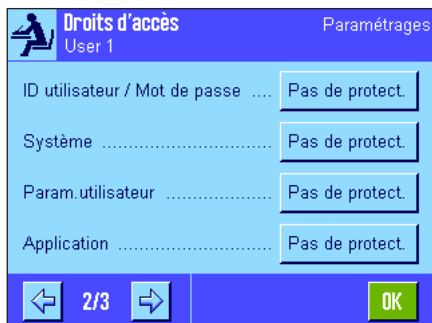 Droits d'accès
Paramétrages
User 1
ID utilisateur / Mot de passe .... Pas de protect.
Système ............................... Pas de protect.
Param.utilisateur ................... Pas de protect.
Application ............................ Pas de protect.
2/3
OK